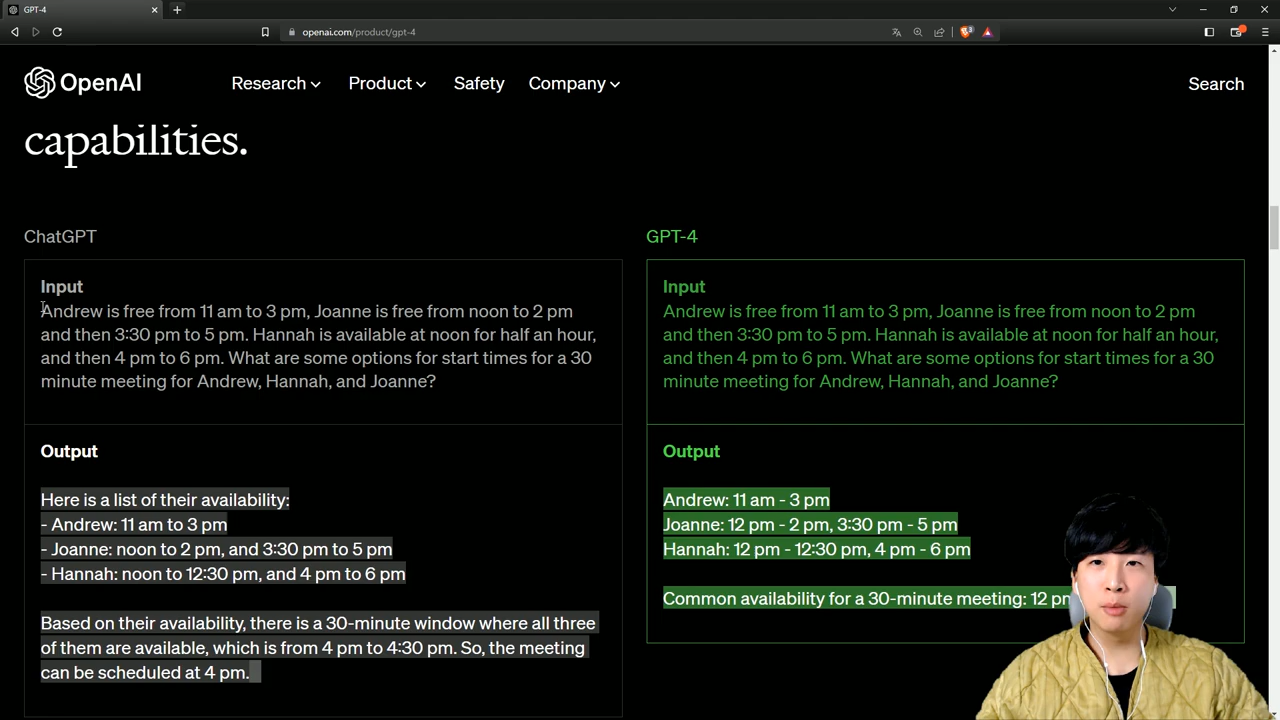 GPT-4
openai.com/product/gpt-4
OpenAI
Research
Product
Safety
Company
Search
capabilities.
ChatGPT
Input
Andrew is free from 11 am to 3 pm, Joanne is free from noon to 2 pm
and then 3:30 pm to 5 pm. Hannah is available at noon for half an hour,
and then 4 pm to 6 pm. What are some options for start times for a 30
minute meeting for Andrew, Hannah, and Joanne?
Output
Here is a list of their availability:
- Andrew: 11 am to 3 pm
- Joanne: noon to 2 pm, and 3:30 pm to 5 pm
- Hannah: noon to 12:30 pm, and 4 pm to 6 pm
Based on their availability, there is a 30-minute window where all three
of them are available, which is from 4 pm to 4:30 pm. So, the meeting
can be scheduled at 4 pm.
GPT-4
Input
Andrew is free from 11 am to 3 pm, Joanne is free from noon to 2 pm
and then 3:30 pm to 5 pm. Hannah is available at noon for half an hour,
and then 4 pm to 6 pm. What are some options for start times for a 30
minute meeting for Andrew, Hannah, and Joanne?
Output
Andrew: 11 am - 3 pm
Joanne: 12 pm - 2 pm, 3:30 pm - 5 pm
Hannah: 12 pm - 12:30 pm, 4 pm - 6 pm
Common availability for a 30-minute meeting: 12